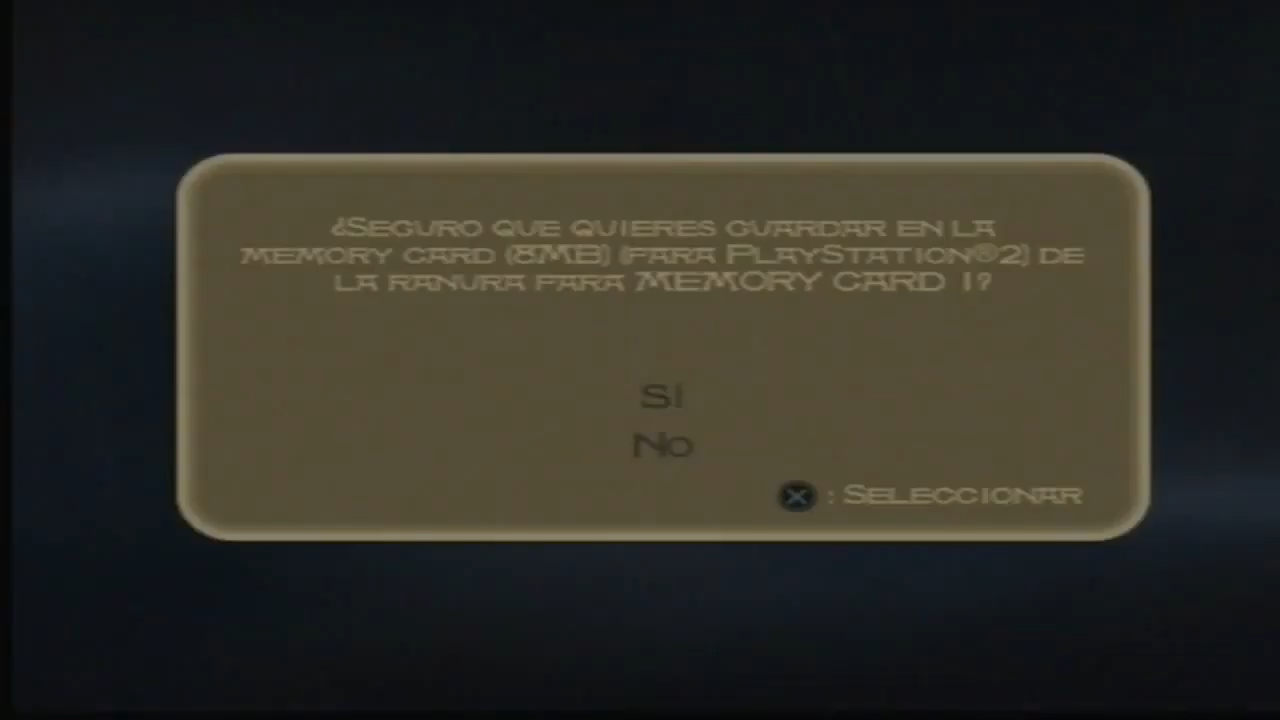 ¿Seguro que quieres guardar en la
memory card (8MB) (para PlayStation®2) de
la ranura para MEMORY CARD 1?
Sí
No
: Seleccionar